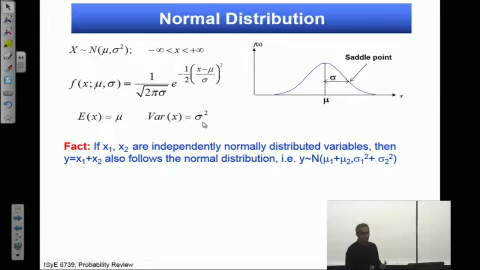 Normal Distribution
X ~ N(μ,σ²); −∞ < x < +∞
f(x)
Saddle point
f(x;μ,σ) = 1/√2πσ e^−1/2((x−μ)/σ)²
σ
μ
x
E(x) = μ Var(x) = σ²
Fact: If x₁, x₂ are independently normally distributed variables, then
y=x₁+x₂ also follows the normal distribution, i.e. y~N(μ₁+μ₂,σ₁²+ σ₂²)
ISyE 6739, Probability Review